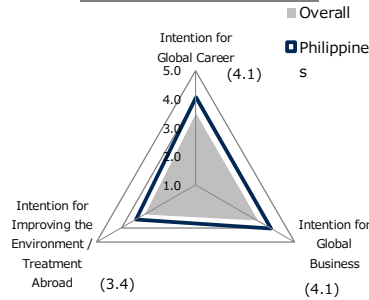 Overall
Philippine
s
Intention for
Global Career
(4.1)
5.0
4.0
3.0
2.0
1.0
Intention for
Improving the
Environment /
Treatment
Abroad
(3.4)
Intention for
Global
Business
(4.1)